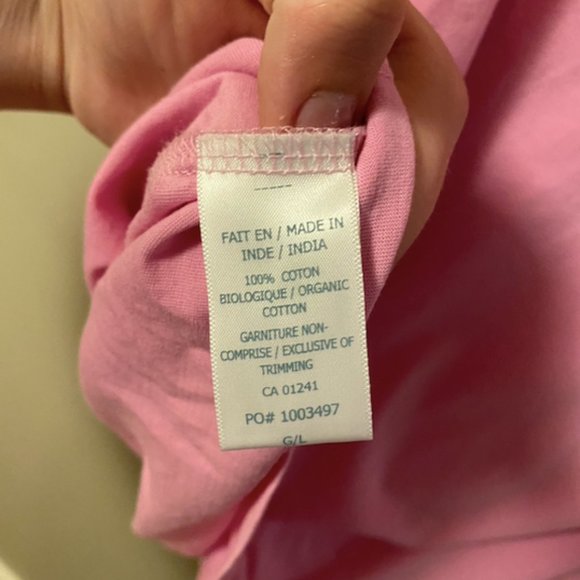 FAIT EN / MADE IN
INDE / INDIA
100% COTON
BIOLOGIQUE / ORGANIC
COTTON
GARNITURE NON-
COMPRISE / EXCLUSIVE OF
TRIMMING
CA 01241
PO# 1003497
G/L